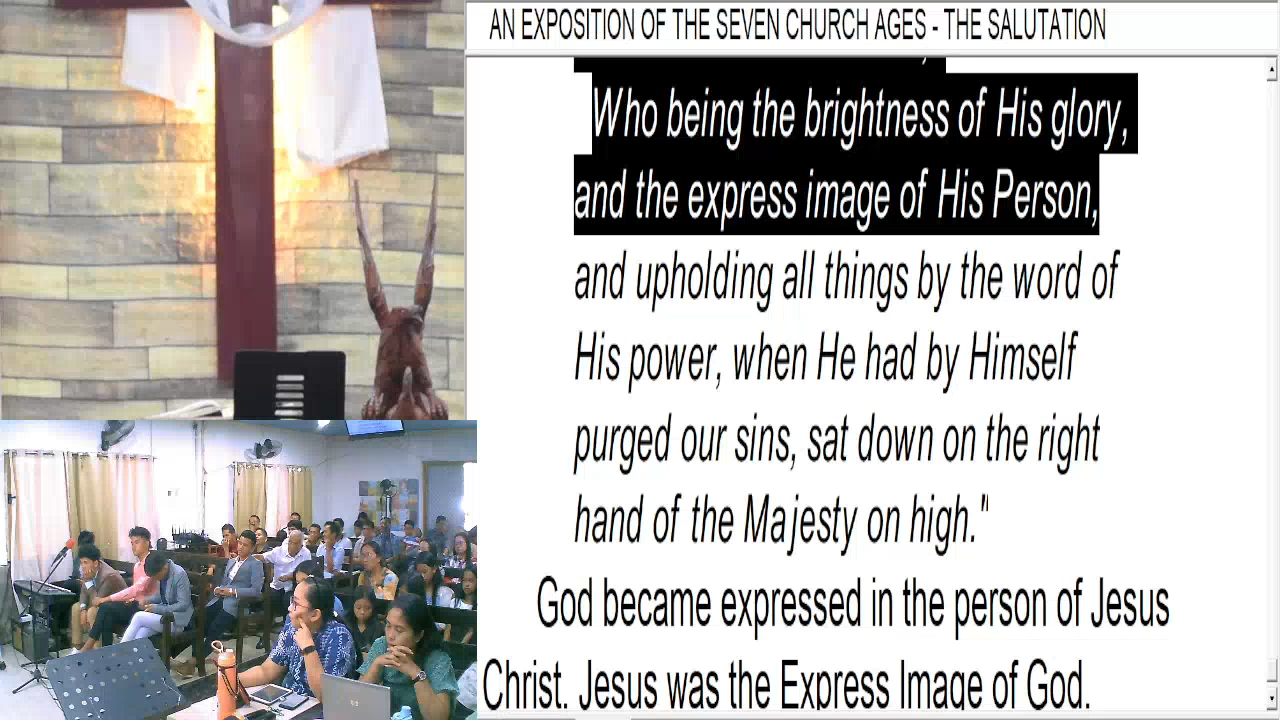 AN EXPOSITION OF THE SEVEN CHURCH AGES - THE SALUTATION
Who being the brightness of His glory,
and the express image of His Person,
and upholding all things by the word of
His power, when He had by Himself
purged our sins, sat down on the right
hand of the Majesty on high."
God became expressed in the person of Jesus
Christ. Jesus was the Express Image of God.